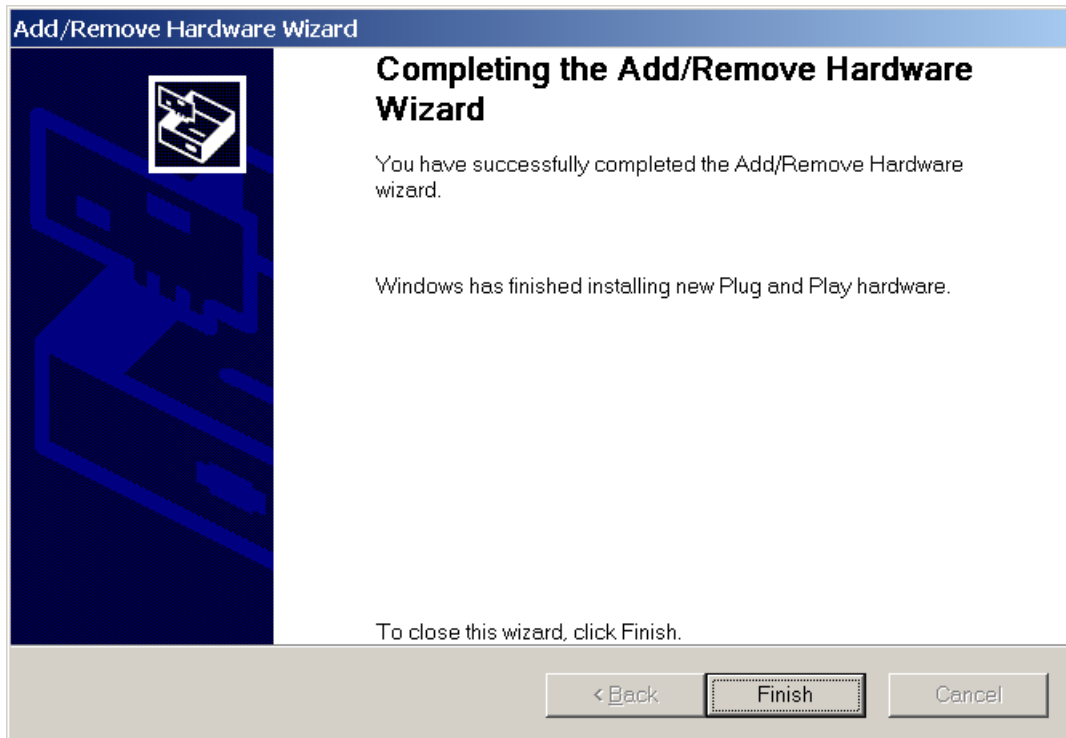 Add/Remove Hardware Wizard
Completing the Add/Remove Hardware
Wizard
You have successfully completed the Add/Remove Hardware
wizard.
Windows has finished installing new Plug and Play hardware.
To close this wizard, click Finish.
< Back
Finish
Cancel